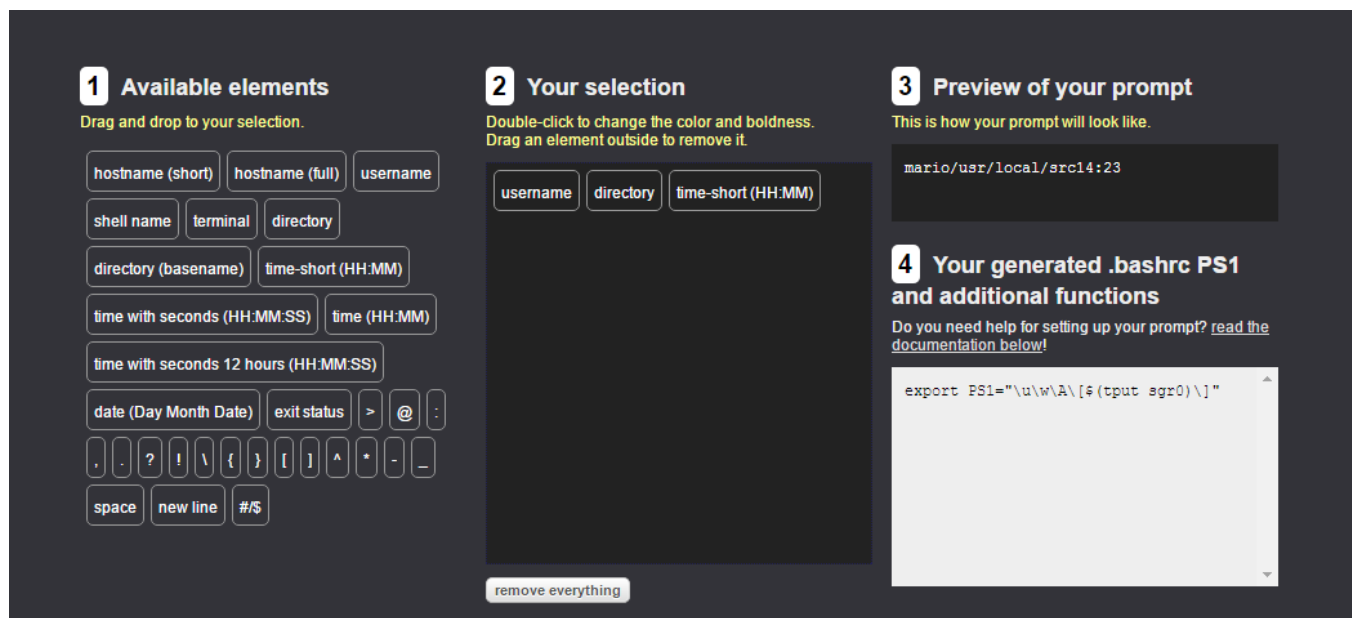 1 Available elements
Drag and drop to your selection.
hostname (short) hostname (full) username
shell name terminal directory
directory (basename) time-short (HH:MM)
time with seconds (HH:MM:SS) time (HH:MM)
time with seconds 12 hours (HH:MM:SS)
date (Day Month Date) exit status > @ :
, . ? ! \ { } [ ] ^ * - _
space new line #/$
2 Your selection
Double-click to change the color and boldness.
Drag an element outside to remove it.
username directory time-short (HH:MM)
remove everything
3 Preview of your prompt
This is how your prompt will look like.
mario/usr/local/src14:23
4 Your generated .bashrc PS1
and additional functions
Do you need help for setting up your prompt? read the
documentation below!
export PS1="\u\w\A\[$(tput sgr0)\]"